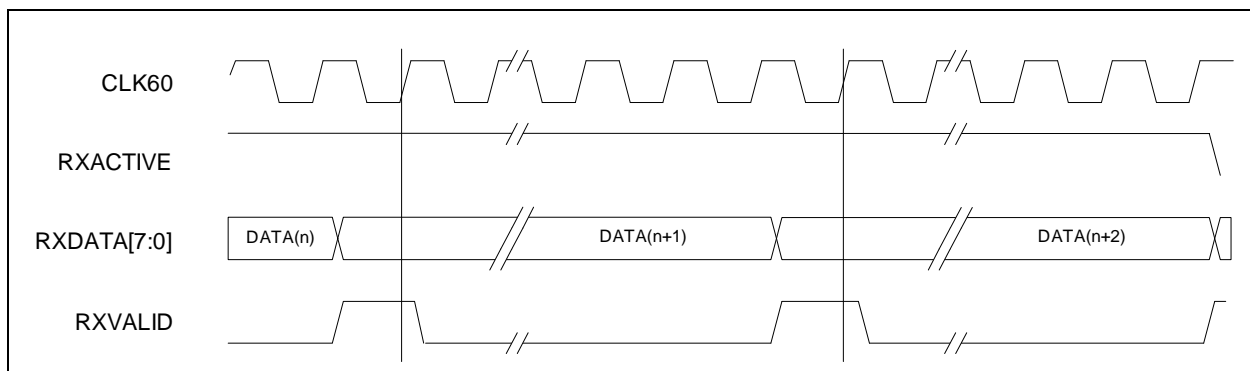 CLK60
RXACTIVE
RXDATA[7:0]
DATA(n)
DATA(n+1)
DATA(n+2)
RXVALID